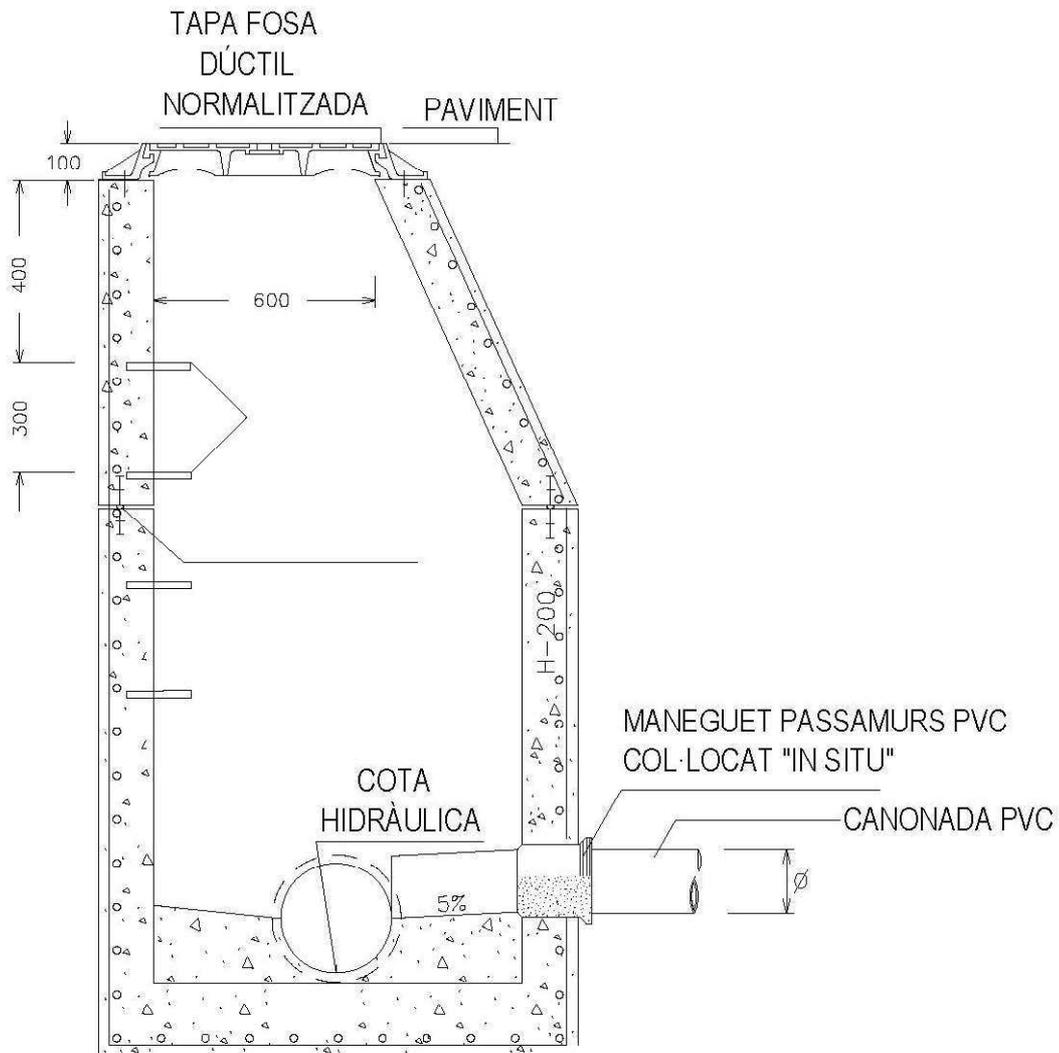 TAPA FOSA
DÚCTIL
NORMALITZADA
PAVIMENT
100
400
600
300
H-200
MANEGUET PASSAMURS PVC
COL·LOCAT "IN SITU"
COTA
HIDRÀULICA
CANONADA PVC
5%
Ø